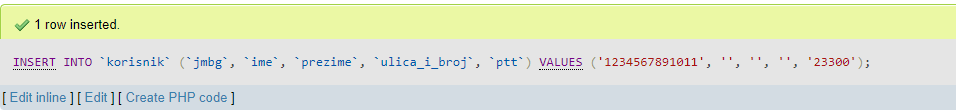 1 row inserted.
INSERT INTO `korisnik` (`jmbg`, `ime`, `prezime`, `ulica_i_broj`, `ptt`) VALUES ('1234567891011', '', '', '', '23300');
[ Edit inline ] [ Edit ] [ Create PHP code ]